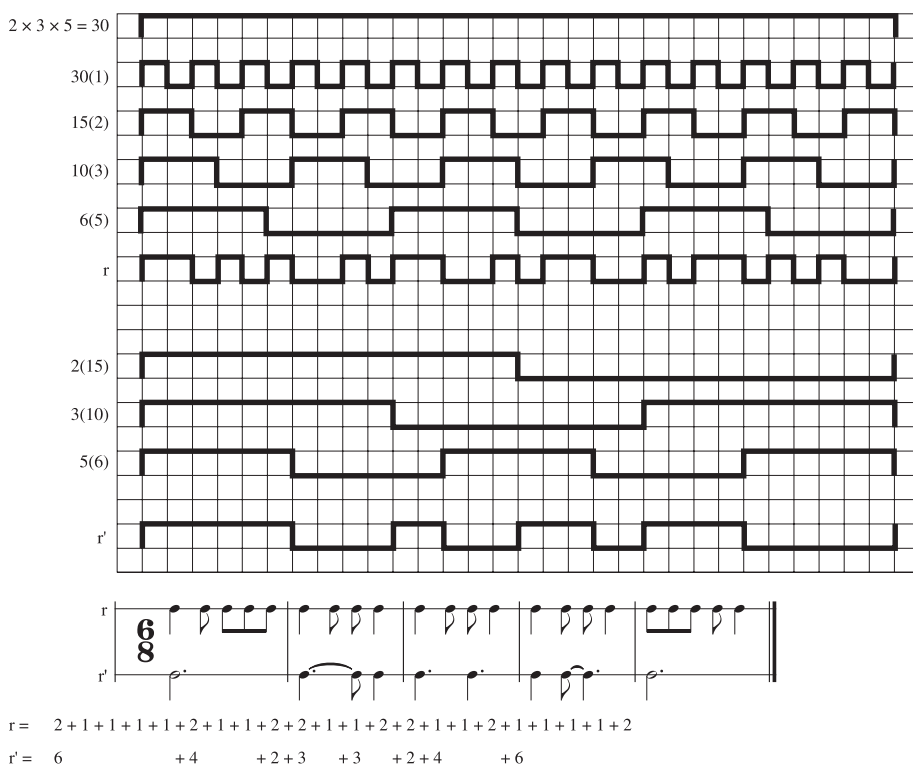 2 × 3 × 5 = 30
30(1)
15(2)
10(3)
6(5)
r
2(15)
3(10)
5(6)
r'
r
6
8
r'
r = 2 + 1 + 1 + 1 + 1 + 2 + 1 + 1 + 2 + 2 + 1 + 1 + 2 + 2 + 1 + 1 + 2 + 1 + 1 + 1 + 1 + 2
r' = 6 + 4 + 2 + 3 + 3 + 2 + 4 + 6